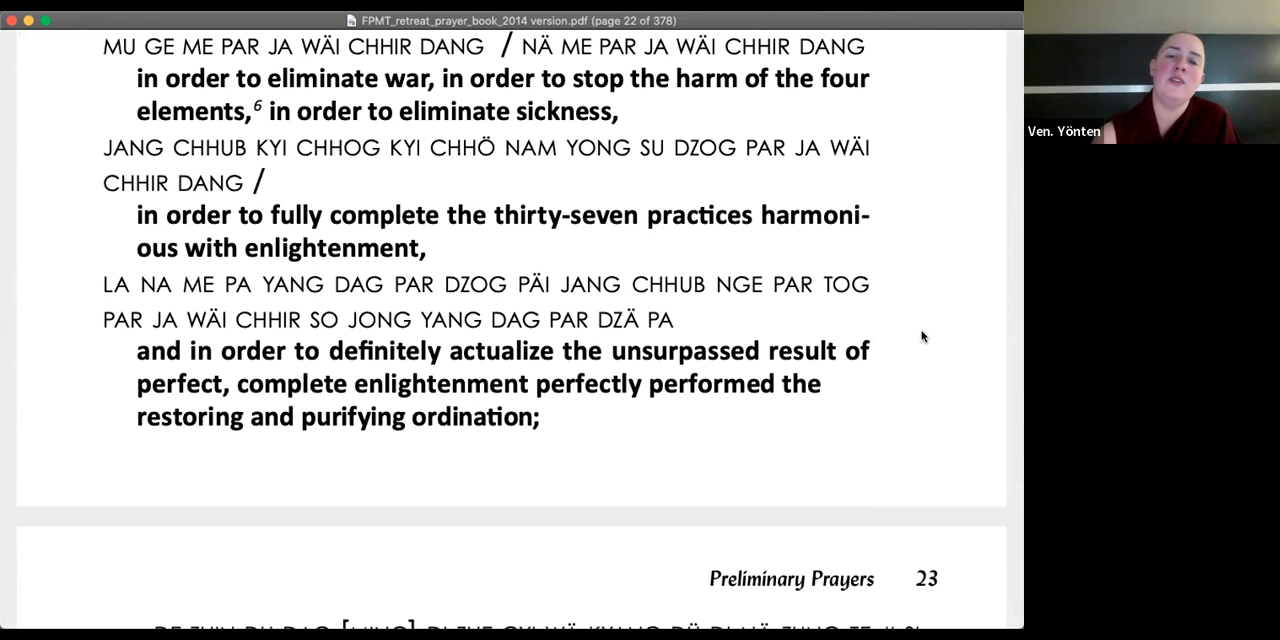 FPMT_retreat_prayer_book_2014 version.pdf (page 22 of 378)
MU GE ME PAR JA WÄI CHHIR DANG / NÄ ME PAR JA WÄI CHHIR DANG
in order to eliminate war, in order to stop the harm of the four
elements,⁶ in order to eliminate sickness,
JANG CHHUB KYI CHHOG KYI CHHÖ NAM YONG SU DZOG PAR JA WÄI
CHHIR DANG /
in order to fully complete the thirty-seven practices harmoni-
ous with enlightenment,
LA NA ME PA YANG DAG PAR DZOG PÄI JANG CHHUB NGE PAR TOG
PAR JA WÄI CHHIR SO JONG YANG DAG PAR DZÄ PA
and in order to definitely actualize the unsurpassed result of
perfect, complete enlightenment perfectly performed the
restoring and purifying ordination;
Preliminary Prayers 23
Ven. Yönten